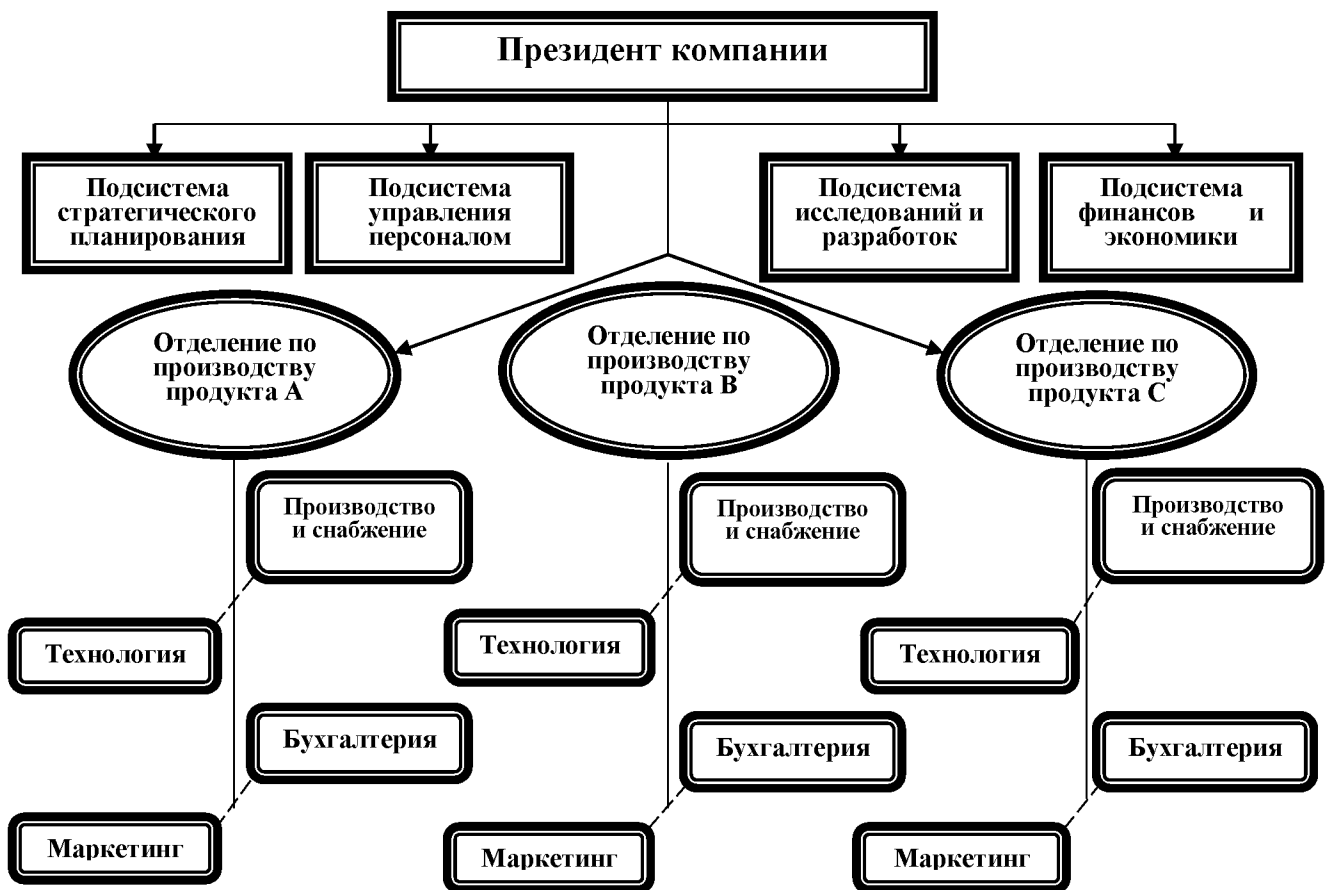 Президент компании
Подсистема
стратегического
планирования
Подсистема
управления
персоналом
Подсистема
исследований и
разработок
Подсистема
финансов и
экономики
Отделение по
производству
продукта А
Отделение по
производству
продукта В
Отделение по
производству
продукта С
Производство
и снабжение
Производство
и снабжение
Производство
и снабжение
Технология
Технология
Технология
Бухгалтерия
Бухгалтерия
Бухгалтерия
Маркетинг
Маркетинг
Маркетинг